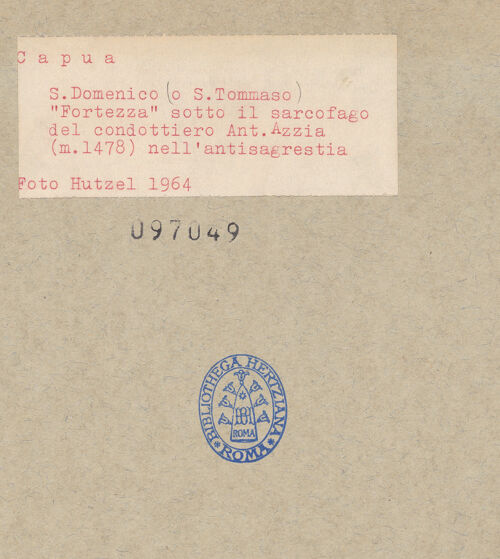 C a p u a
S.Domenico (o S.Tommaso)
"Fortezza" sotto il sarcofago
del condottiero Ant.Azzia
(m.1478) nell'antisagrestia
Foto Hutzel 1964
097049
BIBLIOTHECA HERTZIANA
ROMA
ROMA